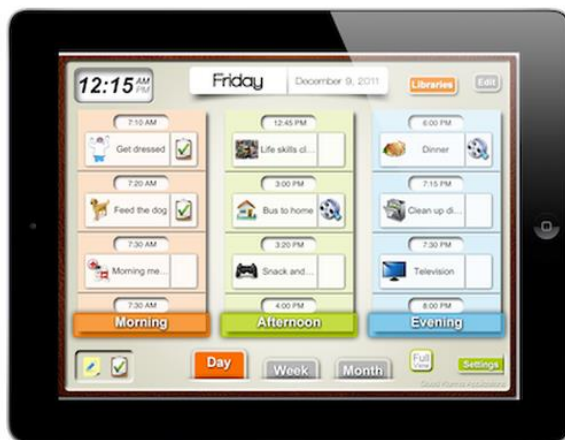 12:15 AM
PM
Friday
December 9, 2011
Libraries
Edit
7:10 AM
Get dressed
7:20 AM
Feed the dog
7:30 AM
Morning me...
7:30 AM
Morning
12:45 PM
Life skills cl...
3:00 PM
Bus to home
3:20 PM
Snack and...
4:00 PM
Afternoon
6:00 PM
Dinner
7:15 PM
Clean up di...
7:30 PM
Television
8:00 PM
Evening
Day
Week
Month
Full
View
Settings